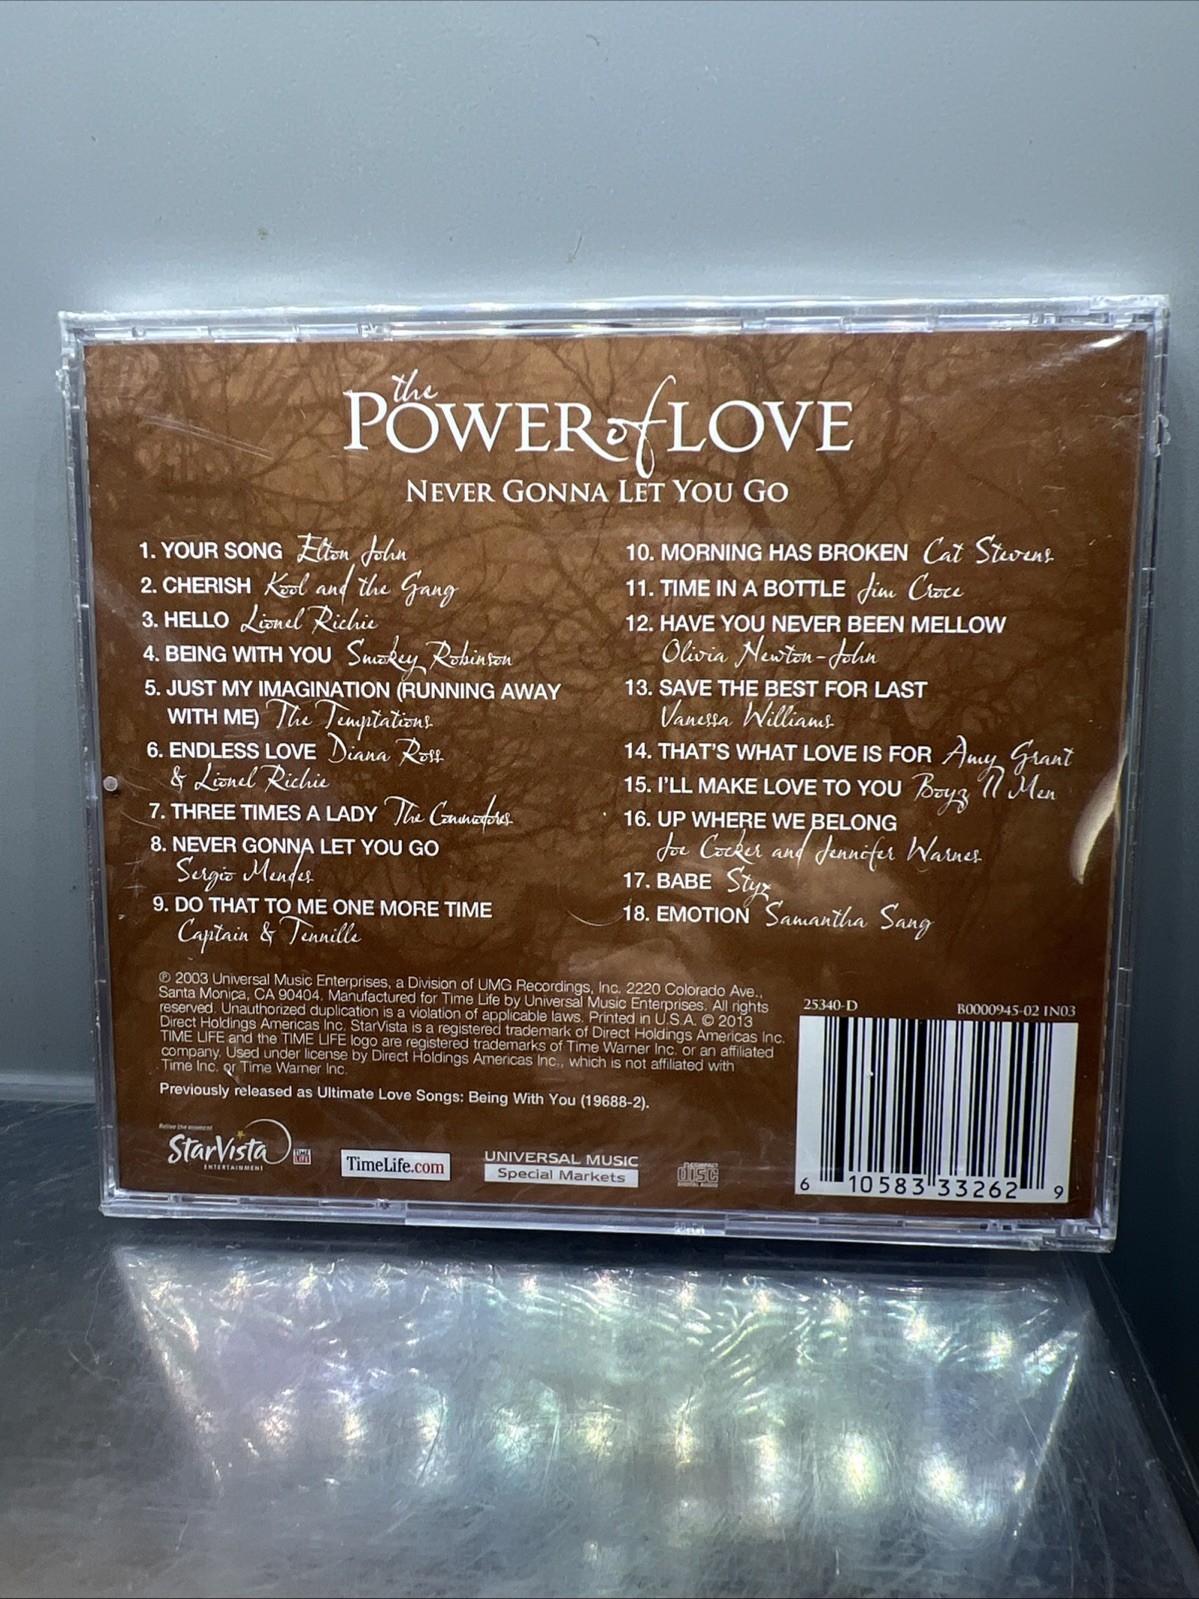 the
POWER of LOVE
NEVER GONNA LET YOU GO
1. YOUR SONG Elton John
2. CHERISH Kool and the Gang
3. HELLO Lionel Richie
4. BEING WITH YOU Smokey Robinson
5. JUST MY IMAGINATION (RUNNING AWAY
WITH ME) The Temptations
6. ENDLESS LOVE Diana Ross
& Lionel Richie
7. THREE TIMES A LADY The Commodores
8. NEVER GONNA LET YOU GO
Sergio Mendes
9. DO THAT TO ME ONE MORE TIME
Captain & Tennille
10. MORNING HAS BROKEN Cat Stevens
11. TIME IN A BOTTLE Jim Croce
12. HAVE YOU NEVER BEEN MELLOW
Olivia Newton-John
13. SAVE THE BEST FOR LAST
Vanessa Williams
14. THAT'S WHAT LOVE IS FOR Amy Grant
15. I'LL MAKE LOVE TO YOU Boyz II Men
16. UP WHERE WE BELONG
Joe Cocker and Jennifer Warnes
17. BABE Styx
18. EMOTION Samantha Sang
℗ 2003 Universal Music Enterprises, a Division of UMG Recordings, Inc. 2220 Colorado Ave.,
Santa Monica, CA 90404. Manufactured for Time Life by Universal Music Enterprises. All rights
reserved. Unauthorized duplication is a violation of applicable laws. Printed in U.S.A. © 2013
Direct Holdings Americas Inc. StarVista is a registered trademark of Direct Holdings Americas Inc.
TIME LIFE and the TIME LIFE logo are registered trademarks of Time Warner Inc. or an affiliated
company. Used under license by Direct Holdings Americas Inc., which is not affiliated with
Time Inc. or Time Warner Inc.
Previously released as Ultimate Love Songs: Being With You (19688-2).
Relive the moment
StarVista
ENTERTAINMENT
TIME LIFE
TimeLife.com
UNIVERSAL MUSIC
Special Markets
COMPACT
disc
DIGITAL AUDIO
25340-D B0000945-02 IN03
6 10583 33262 9